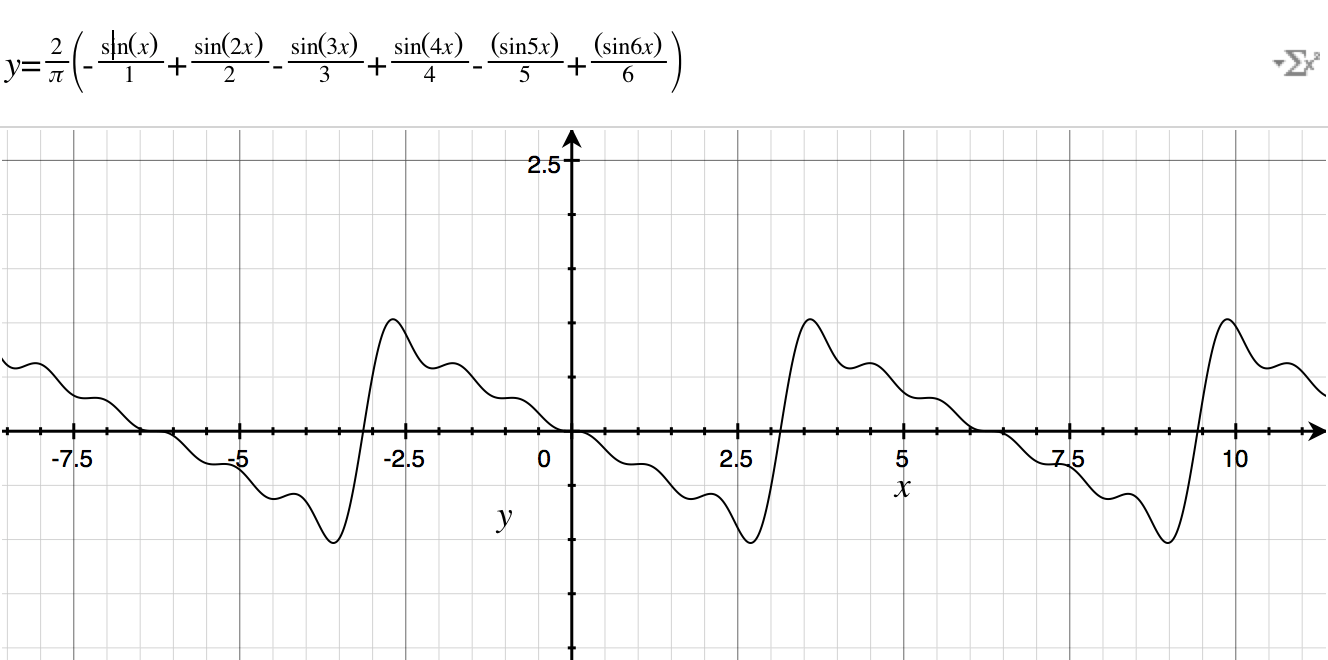 y=2/π(-sin(x)/1+sin(2x)/2-sin(3x)/3+sin(4x)/4-(sin5x)/5+(sin6x)/6)
Σx²
2.5
-7.5 -5 -2.5 0 2.5 5 7.5 10
x
y